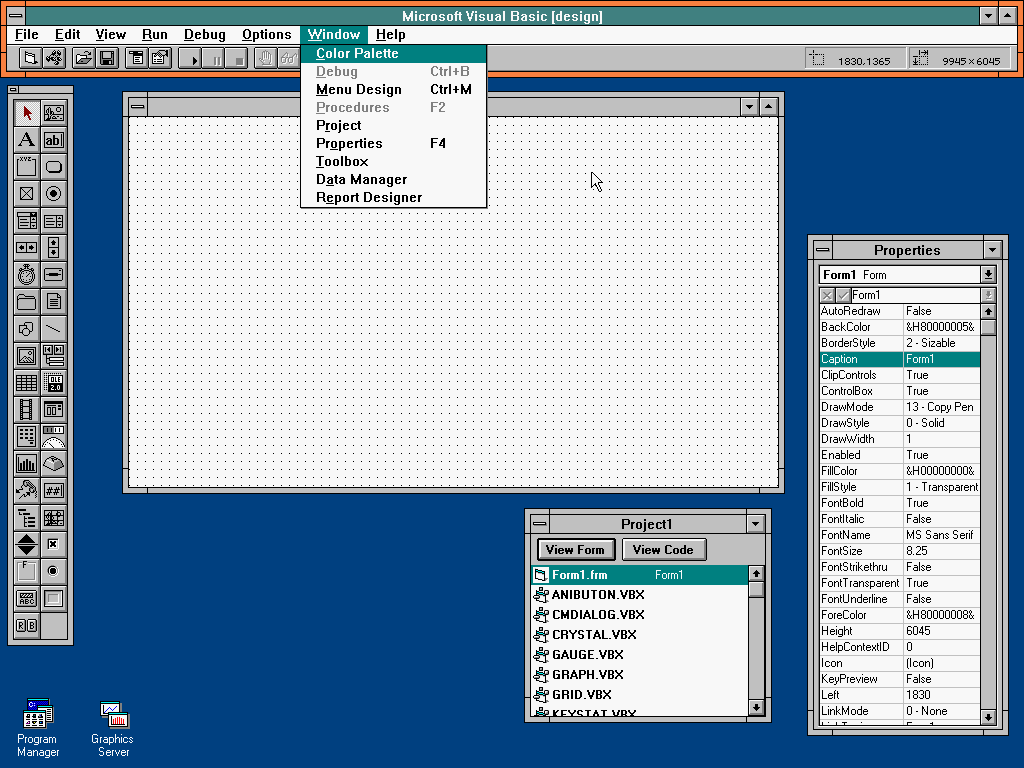 Microsoft Visual Basic [design]
File Edit View Run Debug Options Window Help
1830,1365 9945×6045
Color Palette
Debug Ctrl+B
Menu Design Ctrl+M
Procedures F2
Project
Properties F4
Toolbox
Data Manager
Report Designer
A ab
XYZ
OLE 2.0
##
F
ABC
R B
Properties
Form1 Form
Form1
AutoRedraw False
BackColor &H80000005&
BorderStyle 2 - Sizable
Caption Form1
ClipControls True
ControlBox True
DrawMode 13 - Copy Pen
DrawStyle 0 - Solid
DrawWidth 1
Enabled True
FillColor &H00000000&
FillStyle 1 - Transparent
FontBold True
FontItalic False
FontName MS Sans Serif
FontSize 8.25
FontStrikethru False
FontTransparent True
FontUnderline False
ForeColor &H80000008&
Height 6045
HelpContextID 0
Icon (Icon)
KeyPreview False
Left 1830
LinkMode 0 - None
Project1
View Form View Code
Form1.frm Form1
ANIBUTON.VBX
CMDIALOG.VBX
CRYSTAL.VBX
GAUGE.VBX
GRAPH.VBX
GRID.VBX
KEYSTAT.VBX
Program
Manager
Graphics
Server